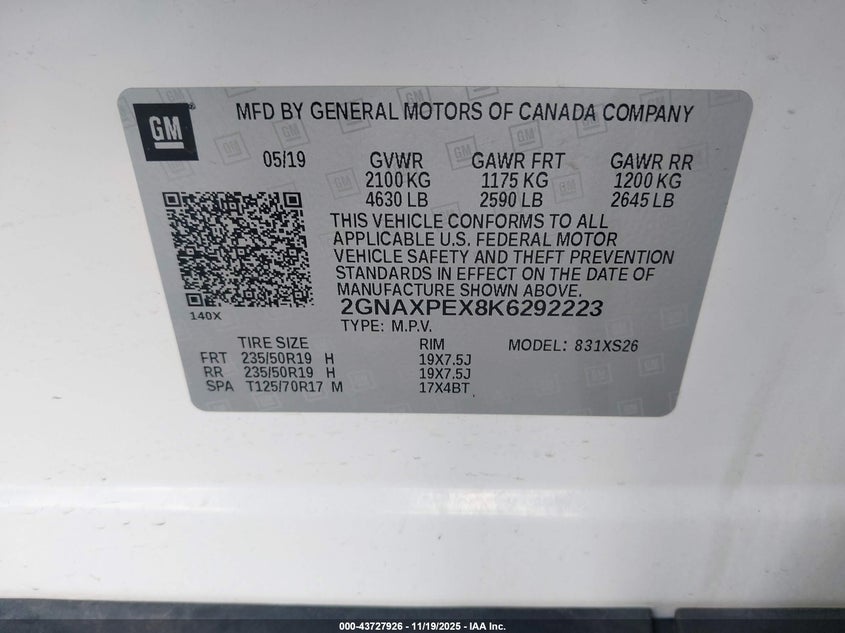 GM
MFD BY GENERAL MOTORS OF CANADA COMPANY
05/19 GVWR GAWR FRT GAWR RR
2100 KG 1175 KG 1200 KG
4630 LB 2590 LB 2645 LB
THIS VEHICLE CONFORMS TO ALL
APPLICABLE U.S. FEDERAL MOTOR
VEHICLE SAFETY AND THEFT PREVENTION
STANDARDS IN EFFECT ON THE DATE OF
MANUFACTURE SHOWN ABOVE.
140X
2GNAXPEX8K6292223
TYPE: M.P.V.
TIRE SIZE RIM MODEL: 831XS26
FRT 235/50R19 H 19X7.5J
RR 235/50R19 H 19X7.5J
SPA T125/70R17 M 17X4BT
000-43727926 - 11/19/2025 - IAA Inc.